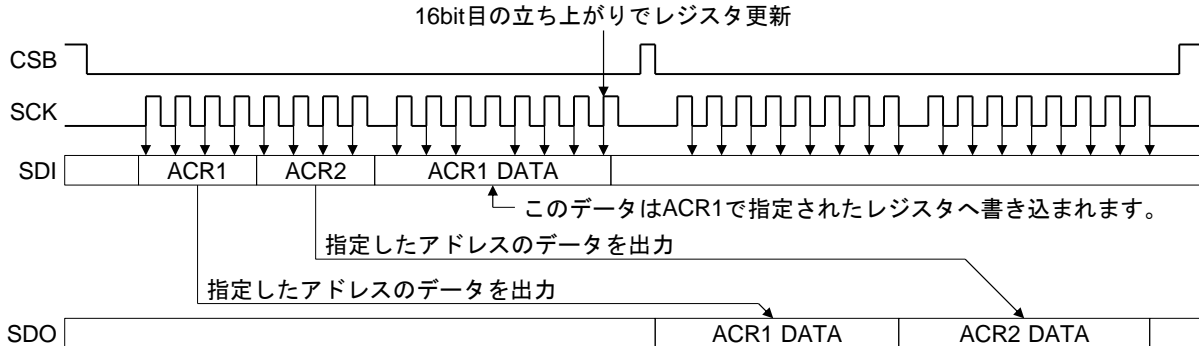 16bit目の立ち上がりでレジスタ更新
CSB
SCK
SDI ACR1 ACR2 ACR1 DATA
このデータはACR1で指定されたレジスタへ書き込まれます。
指定したアドレスのデータを出力
指定したアドレスのデータを出力
SDO ACR1 DATA ACR2 DATA